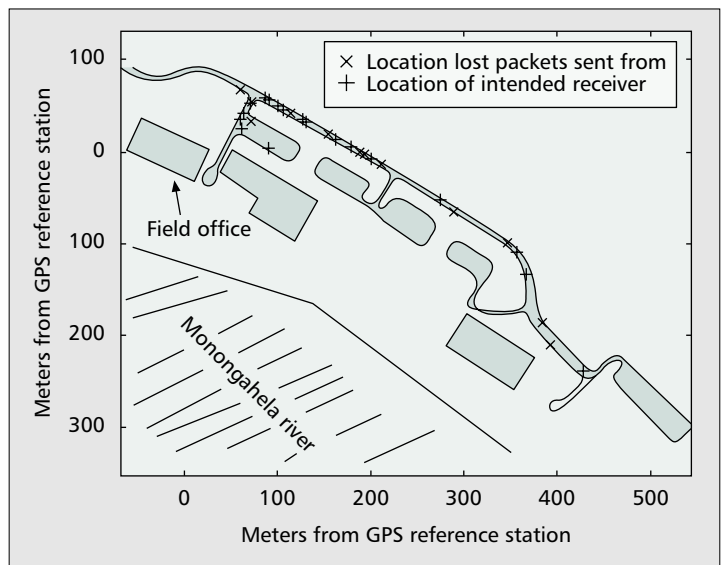 × Location lost packets sent from
+ Location of intended receiver
100
0
100
200
300
Meters from GPS reference station
Field office
Monongahela river
0 100 200 300 400 500
Meters from GPS reference station